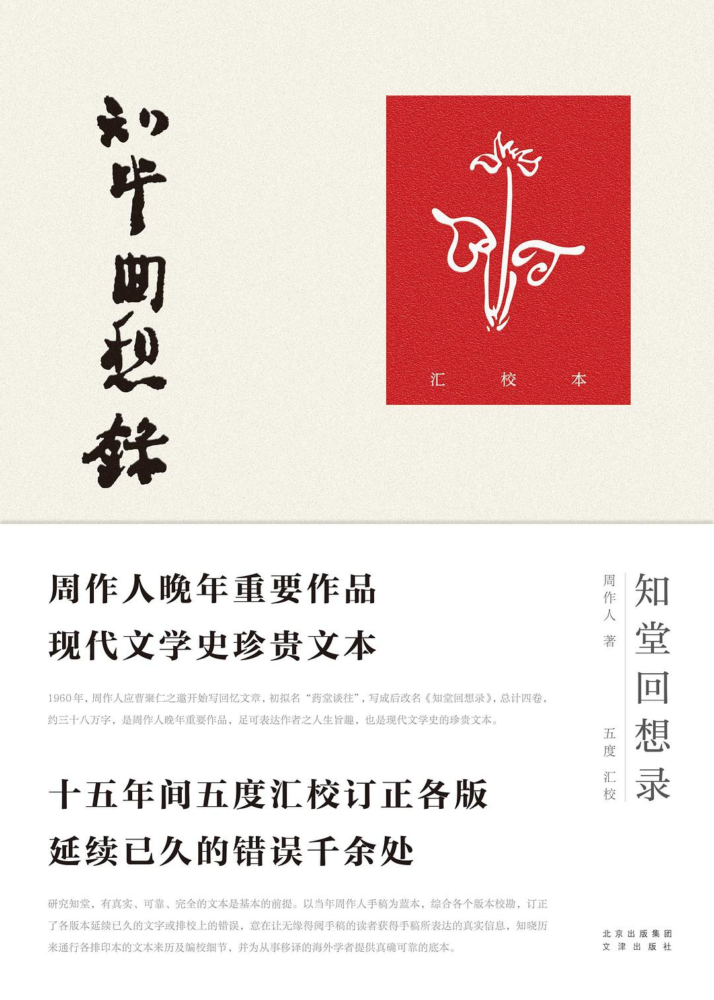 知堂回想錄
汇校本
周作人晚年重要作品
现代文学史珍贵文本
1960年，周作人应曹聚仁之邀开始写回忆文章，初拟名“药堂谈往”，写成后改名《知堂回想录》，总计四卷，
约三十八万字，是周作人晚年重要作品，足可表达作者之人生旨趣，也是现代文学史的珍贵文本。
十五年间五度汇校订正各版
延续已久的错误千余处
研究知堂，有真实、可靠、完全的文本是基本的前提。以当年周作人手稿为蓝本，综合各个版本校勘，订正
了各版本延续已久的文字或排校上的错误，意在让无缘得阅手稿的读者获得手稿所表达的真实信息，知晓历
来通行各排印本的文本来历及编校细节，并为从事移译的海外学者提供真确可靠的底本。
知堂回想录
周作人 著
五度 汇校
北京出版集团
文津出版社